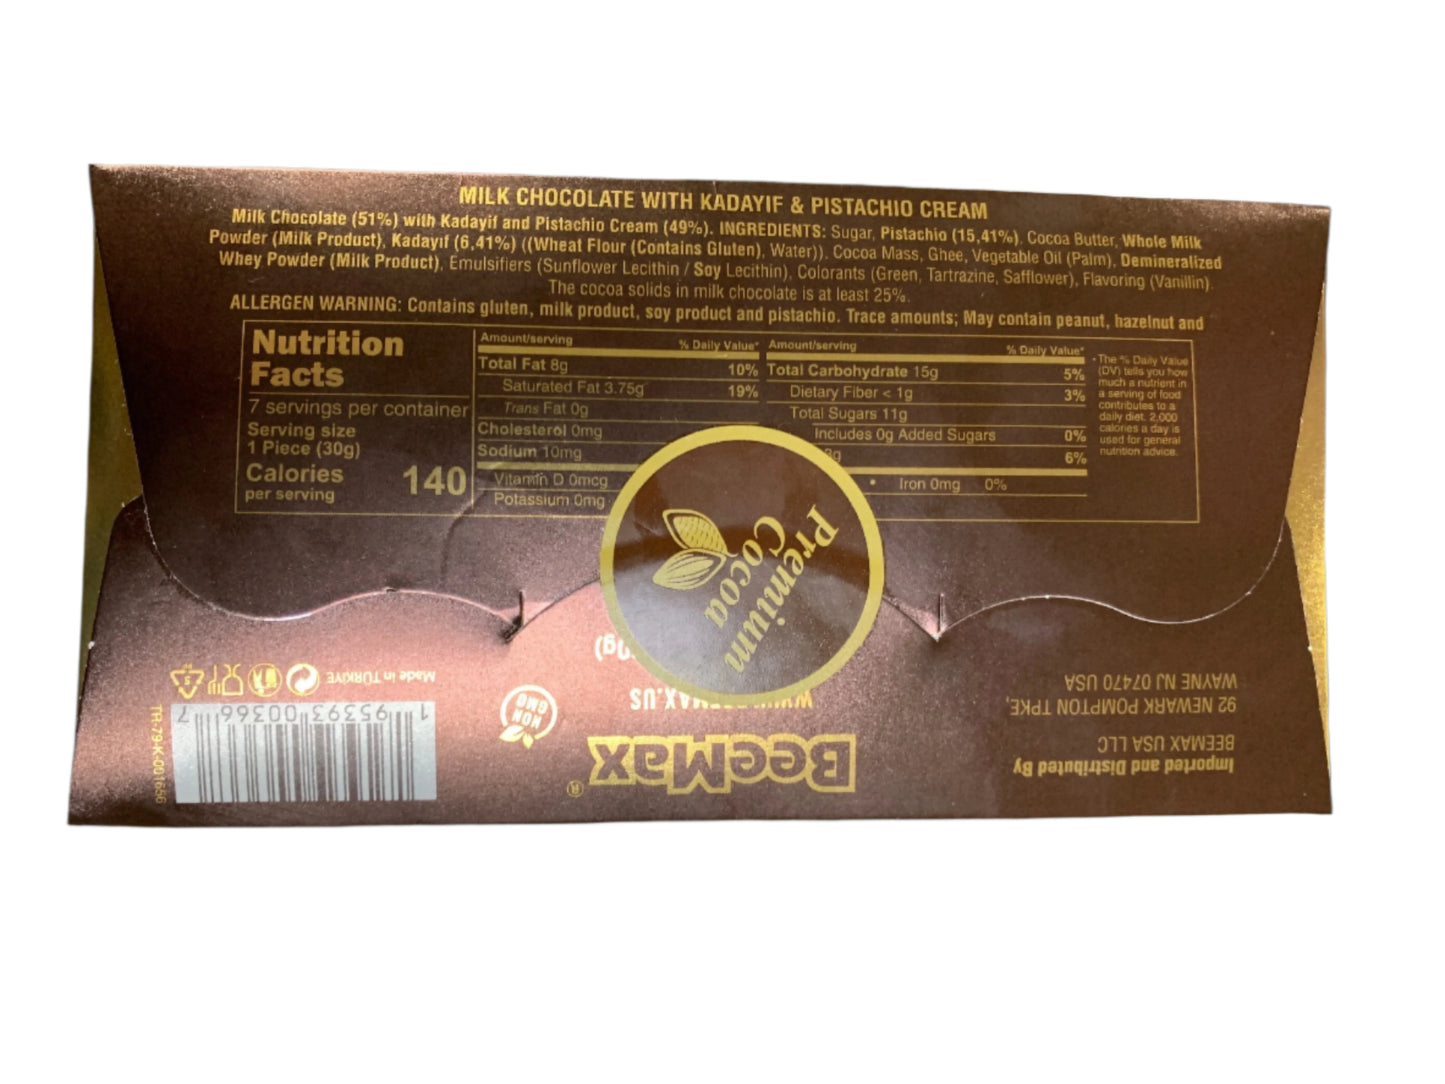 MILK CHOCOLATE WITH KADAYIF & PISTACHIO CREAM
Milk Chocolate (51%) with Kadayif and Pistachio Cream (49%). INGREDIENTS: Sugar, Pistachio (15,41%), Cocoa Butter, Whole Milk
Powder (Milk Product), Kadayıf (6,41%) ((Wheat Flour (Contains Gluten), Water)), Cocoa Mass, Ghee, Vegetable Oil (Palm), Demineralized
Whey Powder (Milk Product), Emulsifiers (Sunflower Lecithin / Soy Lecithin), Colorants (Green, Tartrazine, Safflower), Flavoring (Vanillin).
The cocoa solids in milk chocolate is at least 25%.
ALLERGEN WARNING: Contains gluten, milk product, soy product and pistachio. Trace amounts; May contain peanut, hazelnut and
Nutrition
Facts
7 servings per container
Serving size
1 Piece (30g)
Calories 140
per serving
Amount/serving % Daily Value*
Total Fat 8g 10%
Saturated Fat 3.75g 19%
Trans Fat 0g
Cholesterol 0mg
Sodium 10mg
Vitamin D 0mcg
Potassium 0mg
Amount/serving % Daily Value*
Total Carbohydrate 15g 5%
Dietary Fiber < 1g 3%
Total Sugars 11g
Includes 0g Added Sugars 0%
6%
• Iron 0mg 0%
* The % Daily Value
(DV) tells you how
much a nutrient in
a serving of food
contributes to a
daily diet. 2,000
calories a day is
used for general
nutrition advice.
Premium
Cocoa
BeeMax®
NON
GMO
Imported and Distributed By
BEEMAX USA LLC
92 NEWARK POMPTON TPKE,
WAYNE NJ 07470 USA
Made in TÜRKİYE
1 95393 00366 7
TR-79-K-001656